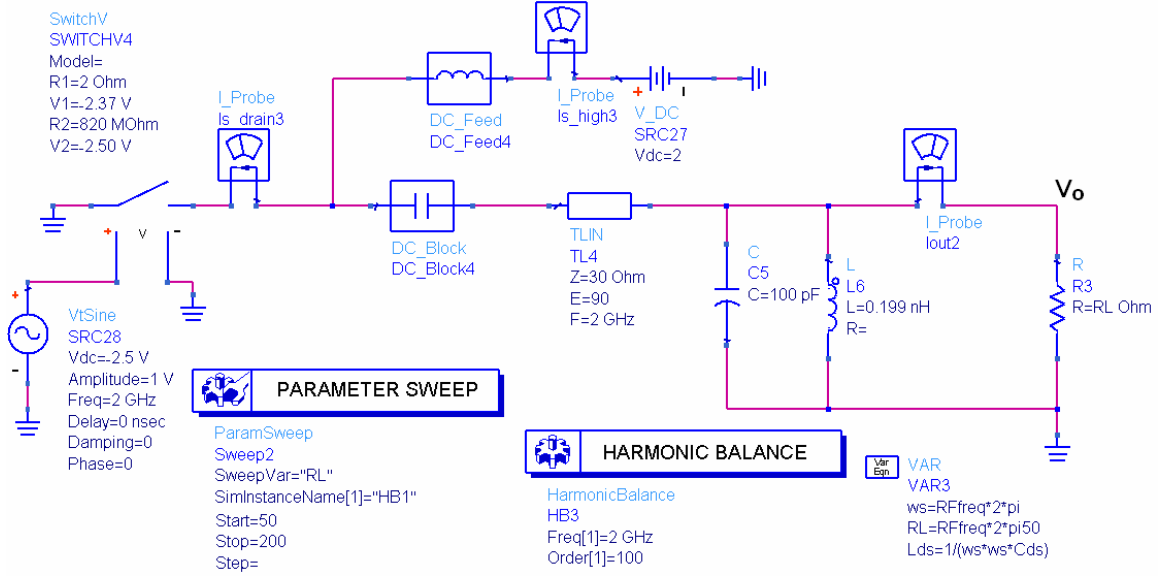 SwitchV
SWITCHV4
Model=
R1=2 Ohm
V1=-2.37 V
R2=820 MOhm
V2=-2.50 V
I_Probe
Is_drain3
DC_Feed
DC_Feed4
I_Probe
Is_high3
+
V_DC
SRC27
Vdc=2
DC_Block
DC_Block4
TLIN
TL4
Z=30 Ohm
E=90
F=2 GHz
I_Probe
Iout2
Vo
C
C5
C=100 pF
L
L6
L=0.199 nH
R=
R
R3
R=RL Ohm
+ V -
+
-
VtSine
SRC28
Vdc=-2.5 V
Amplitude=1 V
Freq=2 GHz
Delay=0 nsec
Damping=0
Phase=0
PARAMETER SWEEP
ParamSweep
Sweep2
SweepVar="RL"
SimInstanceName[1]="HB1"
Start=50
Stop=200
Step=
HARMONIC BALANCE
HarmonicBalance
HB3
Freq[1]=2 GHz
Order[1]=100
Var
Eqn
VAR
VAR3
ws=RFfreq*2*pi
RL=RFfreq*2*pi50
Lds=1/(ws*ws*Cds)